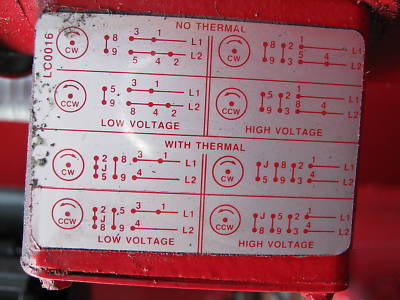 LC0016
NO THERMAL
CW
8 3 1 L1
9 5 4 2 L2
CW
8 2 1 L1
9 3 5 4 L2
CCW
5 3 1 L1
9 8 4 2 L2
CCW
5 2 1 L1
9 3 8 4 L2
LOW VOLTAGE
HIGH VOLTAGE
WITH THERMAL
CW
2 8 3 1 L1
J
5 9 4 L2
CW
J 8 2 1 L1
5 9 3 4 L2
CCW
2 5 3 1 L1
J
8 9 4 L2
CCW
J 5 2 1 L1
8 9 3 4 L2
LOW VOLTAGE
HIGH VOLTAGE